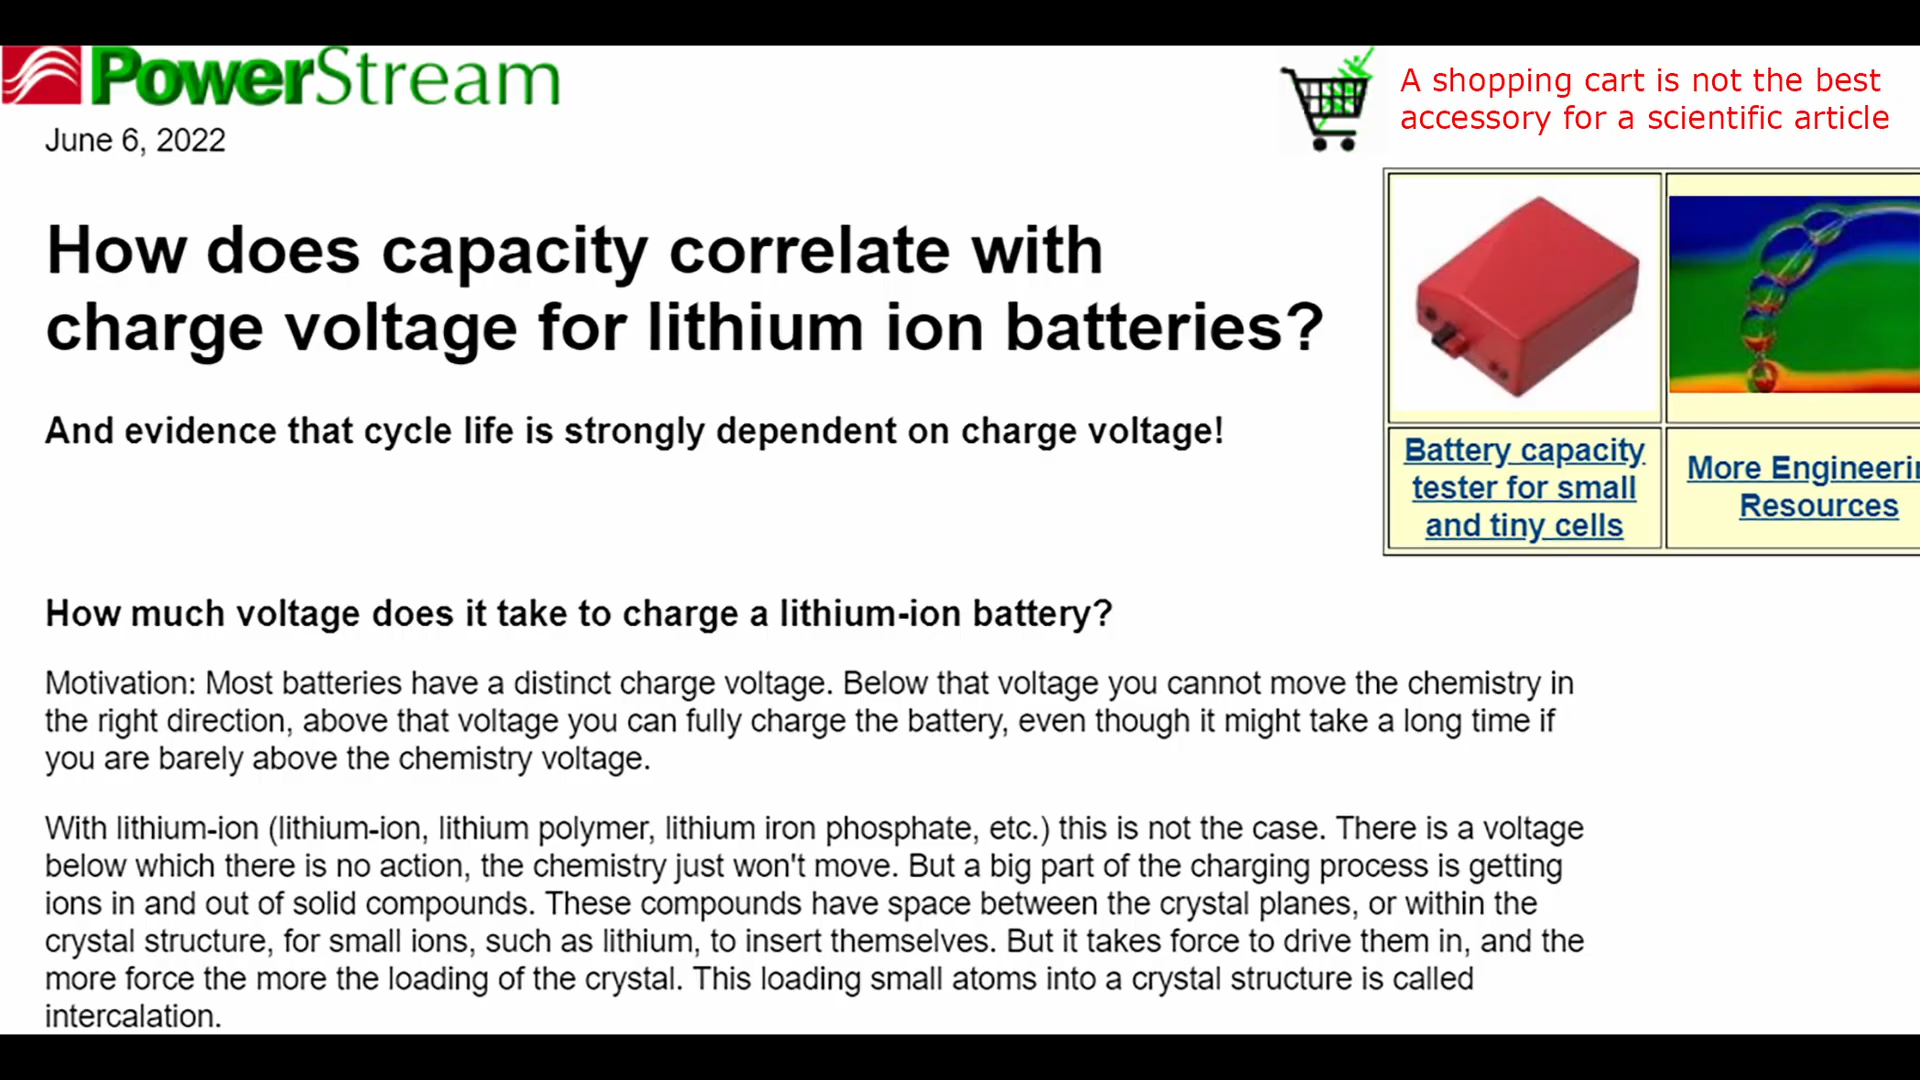 PowerStream
June 6, 2022
A shopping cart is not the best
accessory for a scientific article
How does capacity correlate with
charge voltage for lithium ion batteries?
And evidence that cycle life is strongly dependent on charge voltage!
Battery capacity
tester for small
and tiny cells
More
Resources
How much voltage does it take to charge a lithium-ion battery?
Motivation: Most batteries have a distinct charge voltage. Below that voltage you cannot move the chemistry in
the right direction, above that voltage you can fully charge the battery, even though it might take a long time if
you are barely above the chemistry voltage.
With lithium-ion (lithium-ion, lithium polymer, lithium iron phosphate, etc.) this is not the case. There is a voltage
below which there is no action, the chemistry just won't move. But a big part of the charging process is getting
ions in and out of solid compounds. These compounds have space between the crystal planes, or within the
crystal structure, for small ions, such as lithium, to insert themselves. But it takes force to drive them in, and the
more force the more the loading of the crystal. This loading small atoms into a crystal structure is called
intercalation.